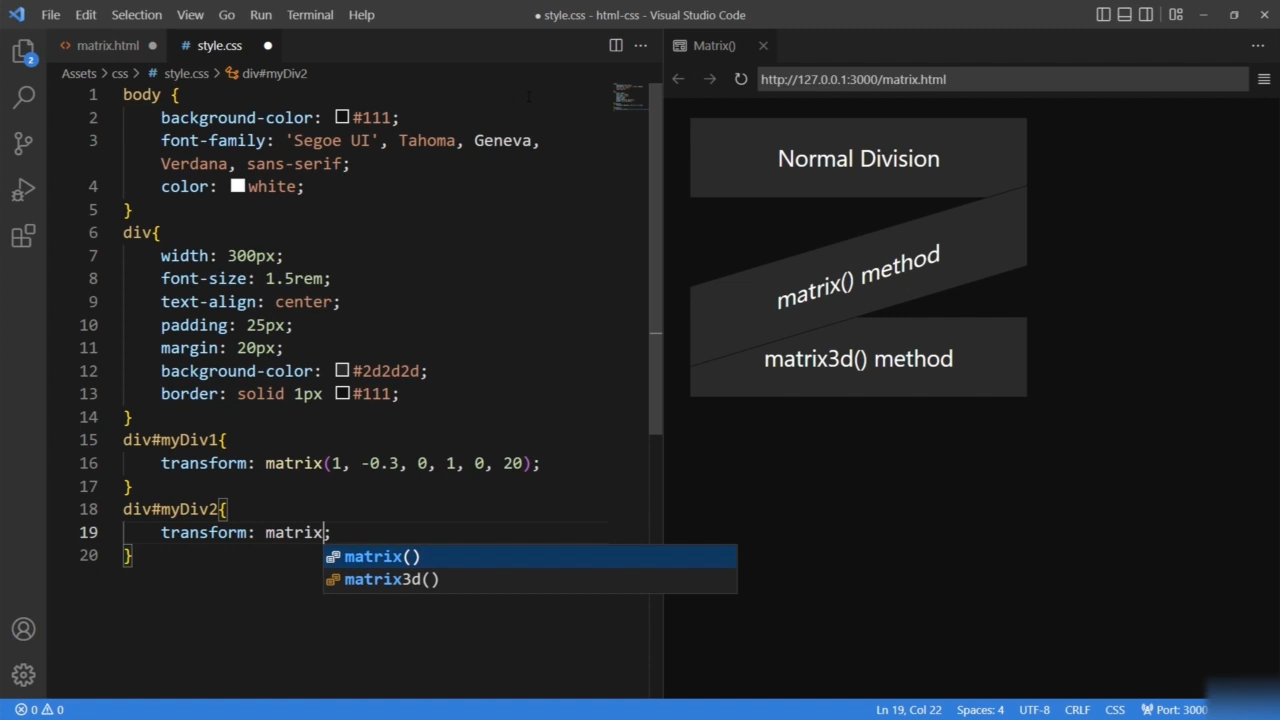 File Edit Selection View Go Run Terminal Help
● style.css - html-css - Visual Studio Code
matrix.html
# style.css
Matrix()
Assets > css > # style.css > div#myDiv2
http://127.0.0.1:3000/matrix.html
1 body {
2 background-color: #111;
3 font-family: 'Segoe UI', Tahoma, Geneva,
Verdana, sans-serif;
4 color: white;
5 }
6 div{
7 width: 300px;
8 font-size: 1.5rem;
9 text-align: center;
10 padding: 25px;
11 margin: 20px;
12 background-color: #2d2d2d;
13 border: solid 1px #111;
14 }
15 div#myDiv1{
16 transform: matrix(1, -0.3, 0, 1, 0, 20);
17 }
18 div#myDiv2{
19 transform: matrix;
20 }
matrix()
matrix3d()
Normal Division
matrix() method
matrix3d() method
2
0 0
Ln 19, Col 22 Spaces: 4 UTF-8 CRLF CSS Port: 3000